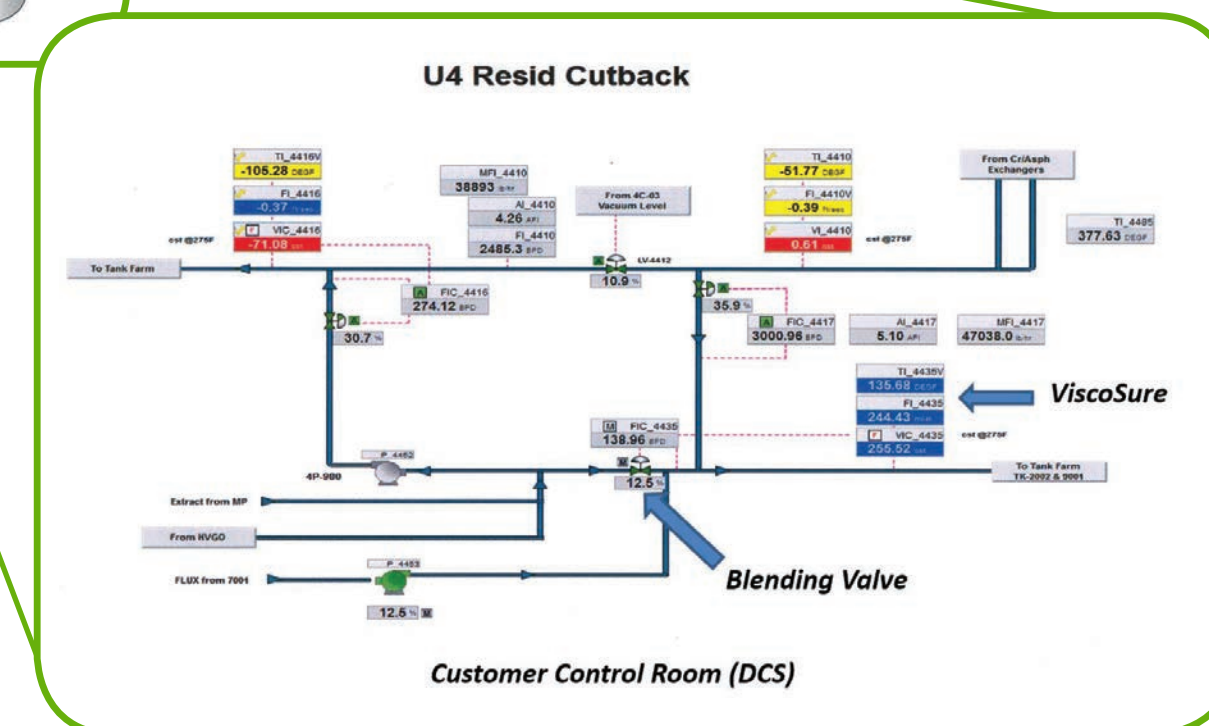 U4 Resid Cutback
TI_4416V
-105.28 DEGF
FI_4416
-0.37
VIC_4416
-71.08
cst @275F
To Tank Farm
MFI_4410
38893 lb/hr
AI_4410
4.26 API
FI_4410
2485.3 BPD
From 4C-03
Vacuum Level
A
LV-4412
10.9 %
TI_4410
-51.77 DEGF
FI_4410V
-0.39
VI_4410
0.61
cst @275F
From Cr/Asph
Exchangers
TI_4485
377.63 DEGF
A
30.7 %
A FIC_4416
274.12 BPD
A
35.9 %
A FIC_4417
3000.96 BPD
AI_4417
5.10 API
MFI_4417
47038.0 lb/hr
TI_4435V
135.68 DEGF
FI_4435
244.43
VIC_4435
255.52
cst @275F
ViscoSure
M FIC_4435
138.96 BPD
M
12.5 %
To Tank Farm
TK-2002 & 9001
P_4452
4P-900
Extract from MP
From HVGO
FLUX from 7001
P_4453
12.5 % M
Blending Valve
Customer Control Room (DCS)